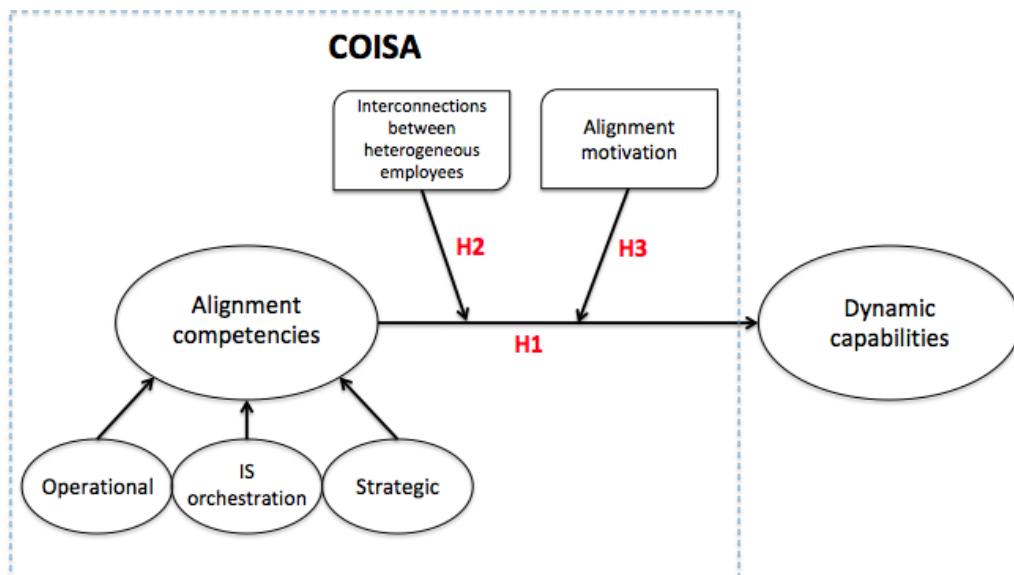 COISA
Interconnections
between
heterogeneous
employees
Alignment
motivation
H2
H3
Alignment
competencies
H1
Dynamic
capabilities
Operational
IS
orchestration
Strategic